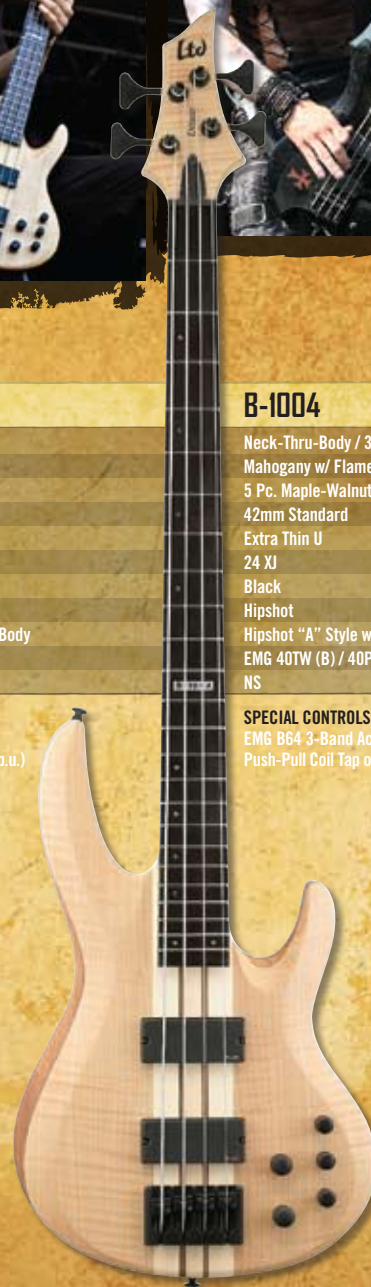 Ltd
Deluxe
B-1004
Neck-Thru-Body / 3
Mahogany w/ Flame
5 Pc. Maple-Walnut
42mm Standard
Extra Thin U
24 XJ
Black
Hipshot
Body
Hipshot “A” Style w
EMG 40TW (B) / 40P
NS
SPECIAL CONTROLS
EMG B64 3-Band Ac
p.u.)
Push-Pull Coil Tap o